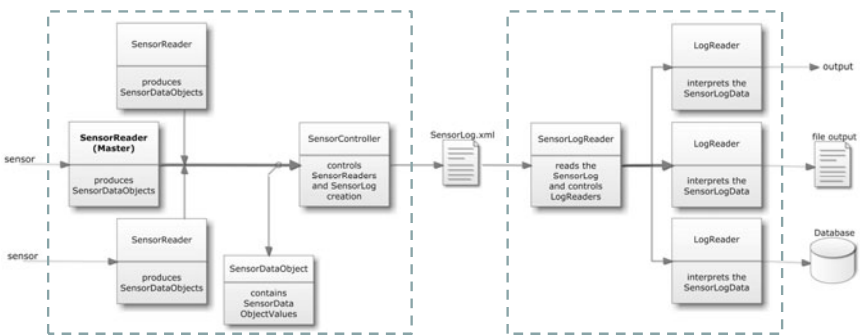 SensorReader
produces
SensorDataObjects
sensor
SensorReader
(Master)
produces
SensorDataObjects
sensor
SensorReader
produces
SensorDataObjects
SensorController
controls
SensorReaders
and SensorLog
creation
SensorDataObject
contains
SensorData
ObjectValues
SensorLog.xml
SensorLogReader
reads the
SensorLog
and controls
LogReaders
LogReader
interprets the
SensorLogData
output
LogReader
interprets the
SensorLogData
file output
LogReader
interprets the
SensorLogData
Database